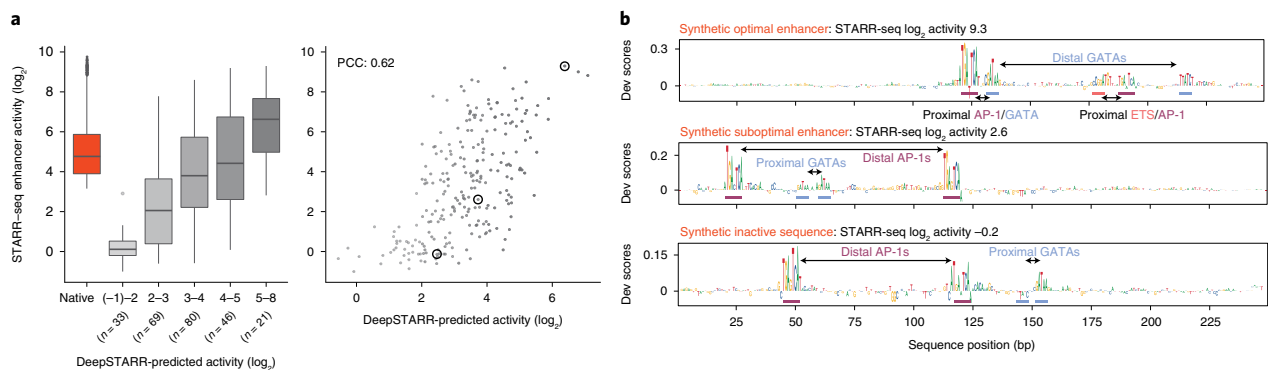 a
STARR–seq enhancer activity (log2)
10
8
6
4
2
0
Native
(–1)–2
2–3
3–4
4–5
5–8
(n = 33)
(n = 69)
(n = 80)
(n = 46)
(n = 21)
DeepSTARR-predicted activity (log2)
PCC: 0.62
10
8
6
4
2
0
0
2
4
6
DeepSTARR-predicted activity (log2)
b
Synthetic optimal enhancer: STARR-seq log2 activity 9.3
Dev scores
0.3
0
Distal GATAs
Proximal AP-1/GATA
Proximal ETS/AP-1
Synthetic suboptimal enhancer: STARR-seq log2 activity 2.6
Dev scores
0.2
0
Proximal GATAs
Distal AP-1s
Synthetic inactive sequence: STARR-seq log2 activity –0.2
Dev scores
0.15
0
Distal AP-1s
Proximal GATAs
25
50
75
100
125
150
175
200
225
Sequence position (bp)